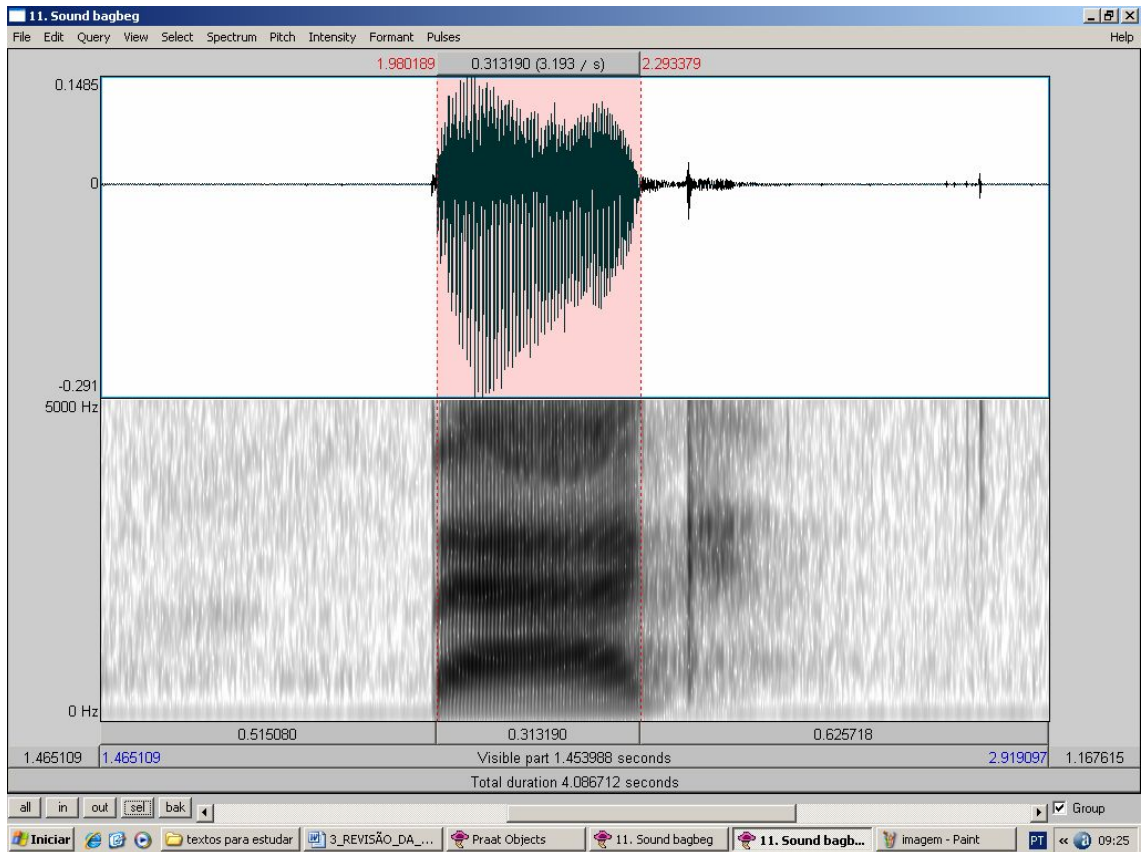 11. Sound bagbeg
File Edit Query View Select Spectrum Pitch Intensity Formant Pulses Help
1.980189 0.313190 (3.193 / s) 2.293379
0.1485
0
-0.291
5000 Hz
0 Hz
0.515080 0.313190 0.625718
1.465109 1.465109 Visible part 1.453988 seconds 2.919097 1.167615
Total duration 4.086712 seconds
all in out sel bak Group
Iniciar textos para estudar 3_REVISÃO_DA_... Praat Objects 11. Sound bagbeg 11. Sound bagb... imagem - Paint PT « 09:25